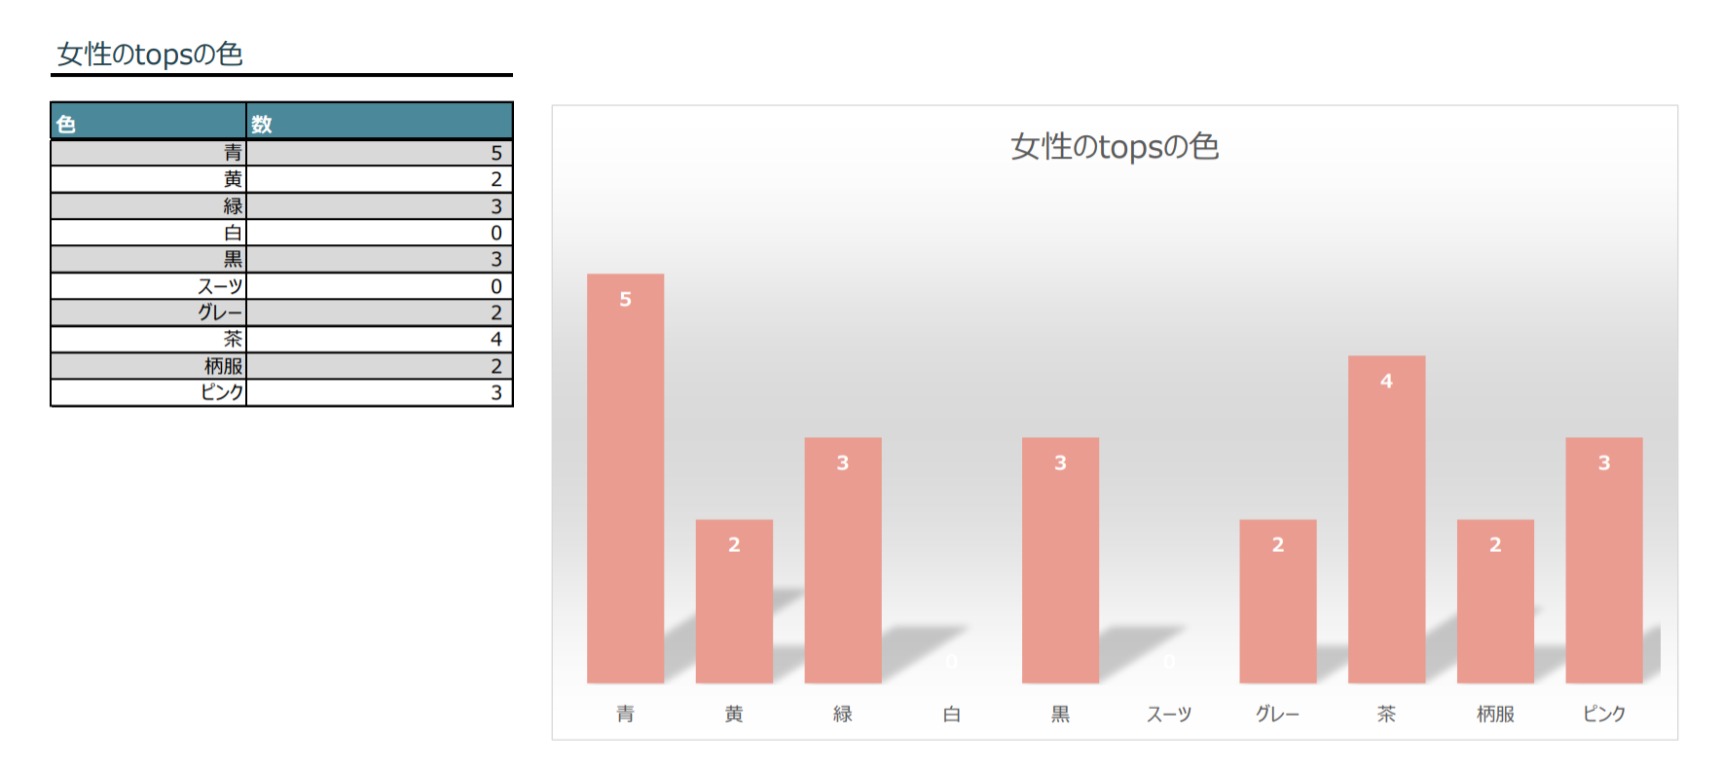 女性のtopsの色
色 数
青 5
黄 2
緑 3
白 0
黒 3
スーツ 0
グレー 2
茶 4
柄服 2
ピンク 3
女性のtopsの色
5 2 3 0 3 0 2 4 2 3
青 黄 緑 白 黒 スーツ グレー 茶 柄服 ピンク